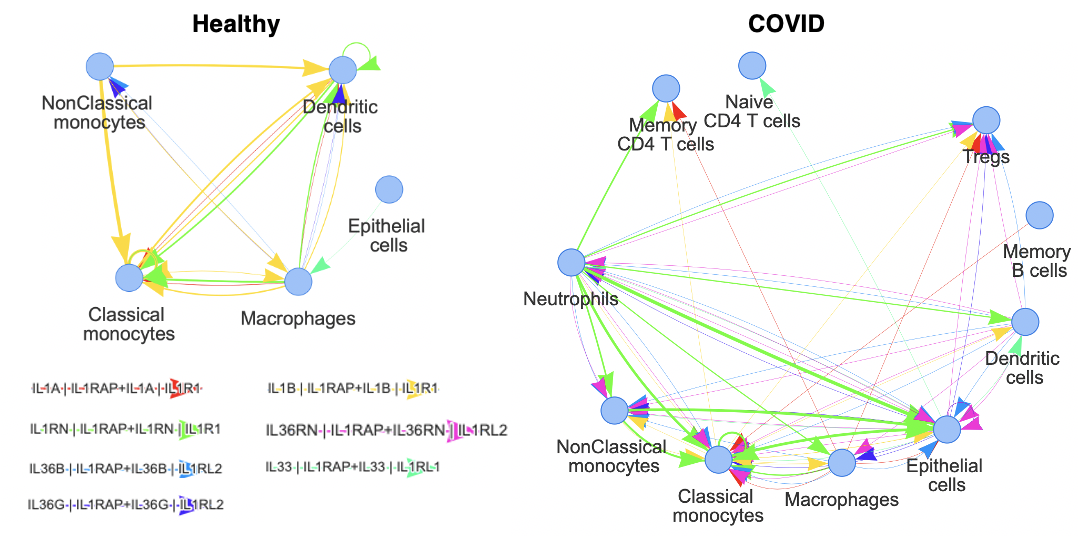 Healthy
NonClassical
monocytes
Dendritic
cells
Epithelial
cells
Classical
monocytes
Macrophages
IL1A-|-IL1RAP+IL1A-|-IL1R1
IL1B-|-IL1RAP+IL1B-|-IL1R1
IL1RN-|-IL1RAP+IL1RN-|-IL1R1
IL36RN-|-IL1RAP+IL36RN-|-IL1RL2
IL36B-|-IL1RAP+IL36B-|-IL1RL2
IL33-|-IL1RAP+IL33-|-IL1RL1
IL36G-|-IL1RAP+IL36G-|-IL1RL2
COVID
Memory
CD4 T cells
Naive
CD4 T cells
Tregs
Memory
B cells
Neutrophils
Dendritic
cells
NonClassical
monocytes
Classical
monocytes
Macrophages
Epithelial
cells